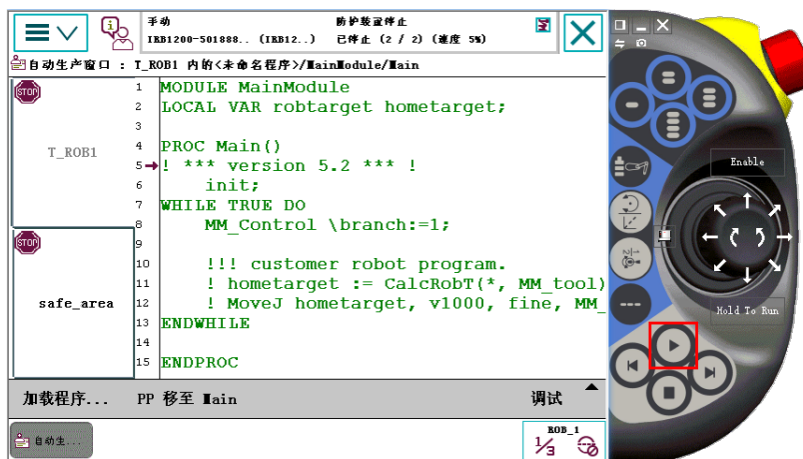 手动
防护装置停止
IRB1200-501888.. (IRB12..)
已停止 (2 / 2) (速度 5%)
自动生产窗口 : T_ROB1 内的<未命名程序>/MainModule/Main
STOP
T_ROB1
STOP
safe_area
1 MODULE MainModule
2 LOCAL VAR robtarget hometarget;
3
4 PROC Main()
5 ! *** version 5.2 *** !
6 init;
7 WHILE TRUE DO
8 MM_Control \branch:=1;
9
10 !!! customer robot program.
11 ! hometarget := CalcRobT(*, MM_tool)
12 ! MoveJ hometarget, v1000, fine, MM_
13 ENDWHILE
14
15 ENDPROC
加载程序... PP 移至 Main 调试
自动生...
ROB_1
1/3
Enable
Hold To Run